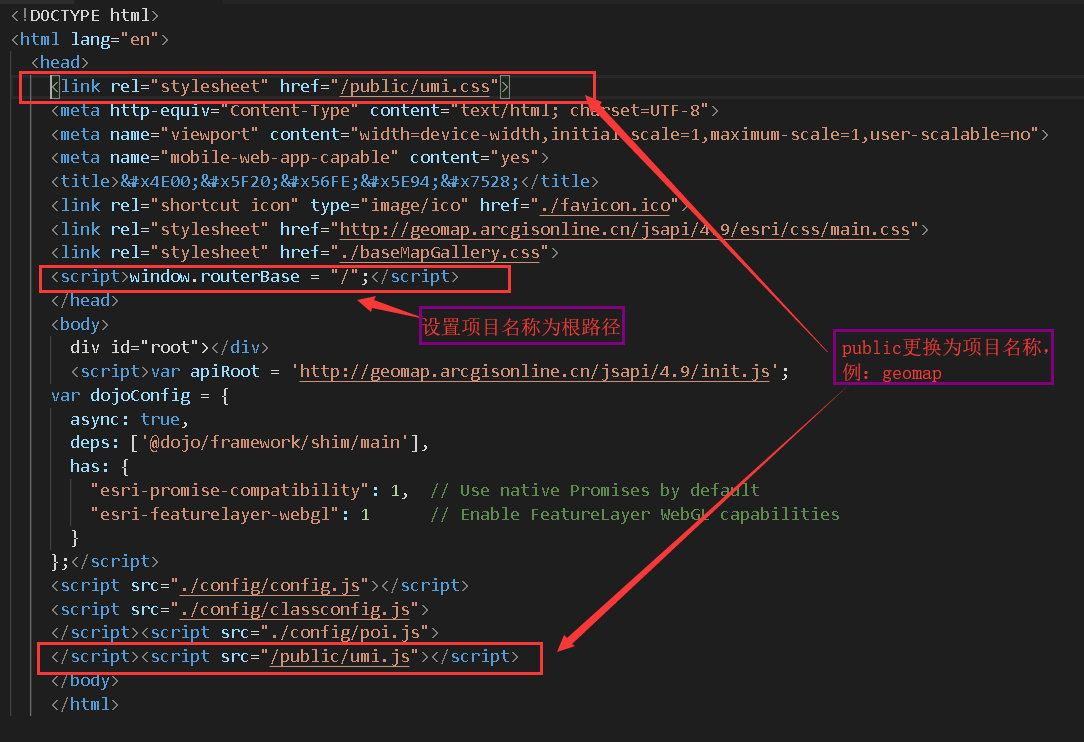 <!DOCTYPE html>
<html lang="en">
<head>
<link rel="stylesheet" href="/public/umi.css">
<meta http-equiv="Content-Type" content="text/html; charset=UTF-8">
<meta name="viewport" content="width=device-width,initial-scale=1,maximum-scale=1,user-scalable=no">
<meta name="mobile-web-app-capable" content="yes">
<title>&#x4E00;&#x5F20;&#x56FE;&#x5E94;&#x7528;</title>
<link rel="shortcut icon" type="image/ico" href="./favicon.ico">
<link rel="stylesheet" href="http://geomap.arcgisonline.cn/jsapi/4.9/esri/css/main.css">
<link rel="stylesheet" href="./baseMapGallery.css">
<script>window.routerBase = "/";</script>
</head>
<body>
设置项目名称为根路径
div id="root"></div>
public更换为项目名称，
例：geomap
<script>var apiRoot = 'http://geomap.arcgisonline.cn/jsapi/4.9/init.js';
var dojoConfig = {
async: true,
deps: ['@dojo/framework/shim/main'],
has: {
"esri-promise-compatibility": 1, // Use native Promises by default
"esri-featurelayer-webgl": 1 // Enable FeatureLayer WebGL capabilities
}
};</script>
<script src="./config/config.js"></script>
<script src="./config/classconfig.js">
</script><script src="./config/poi.js">
</script><script src="/public/umi.js"></script>
</body>
</html>